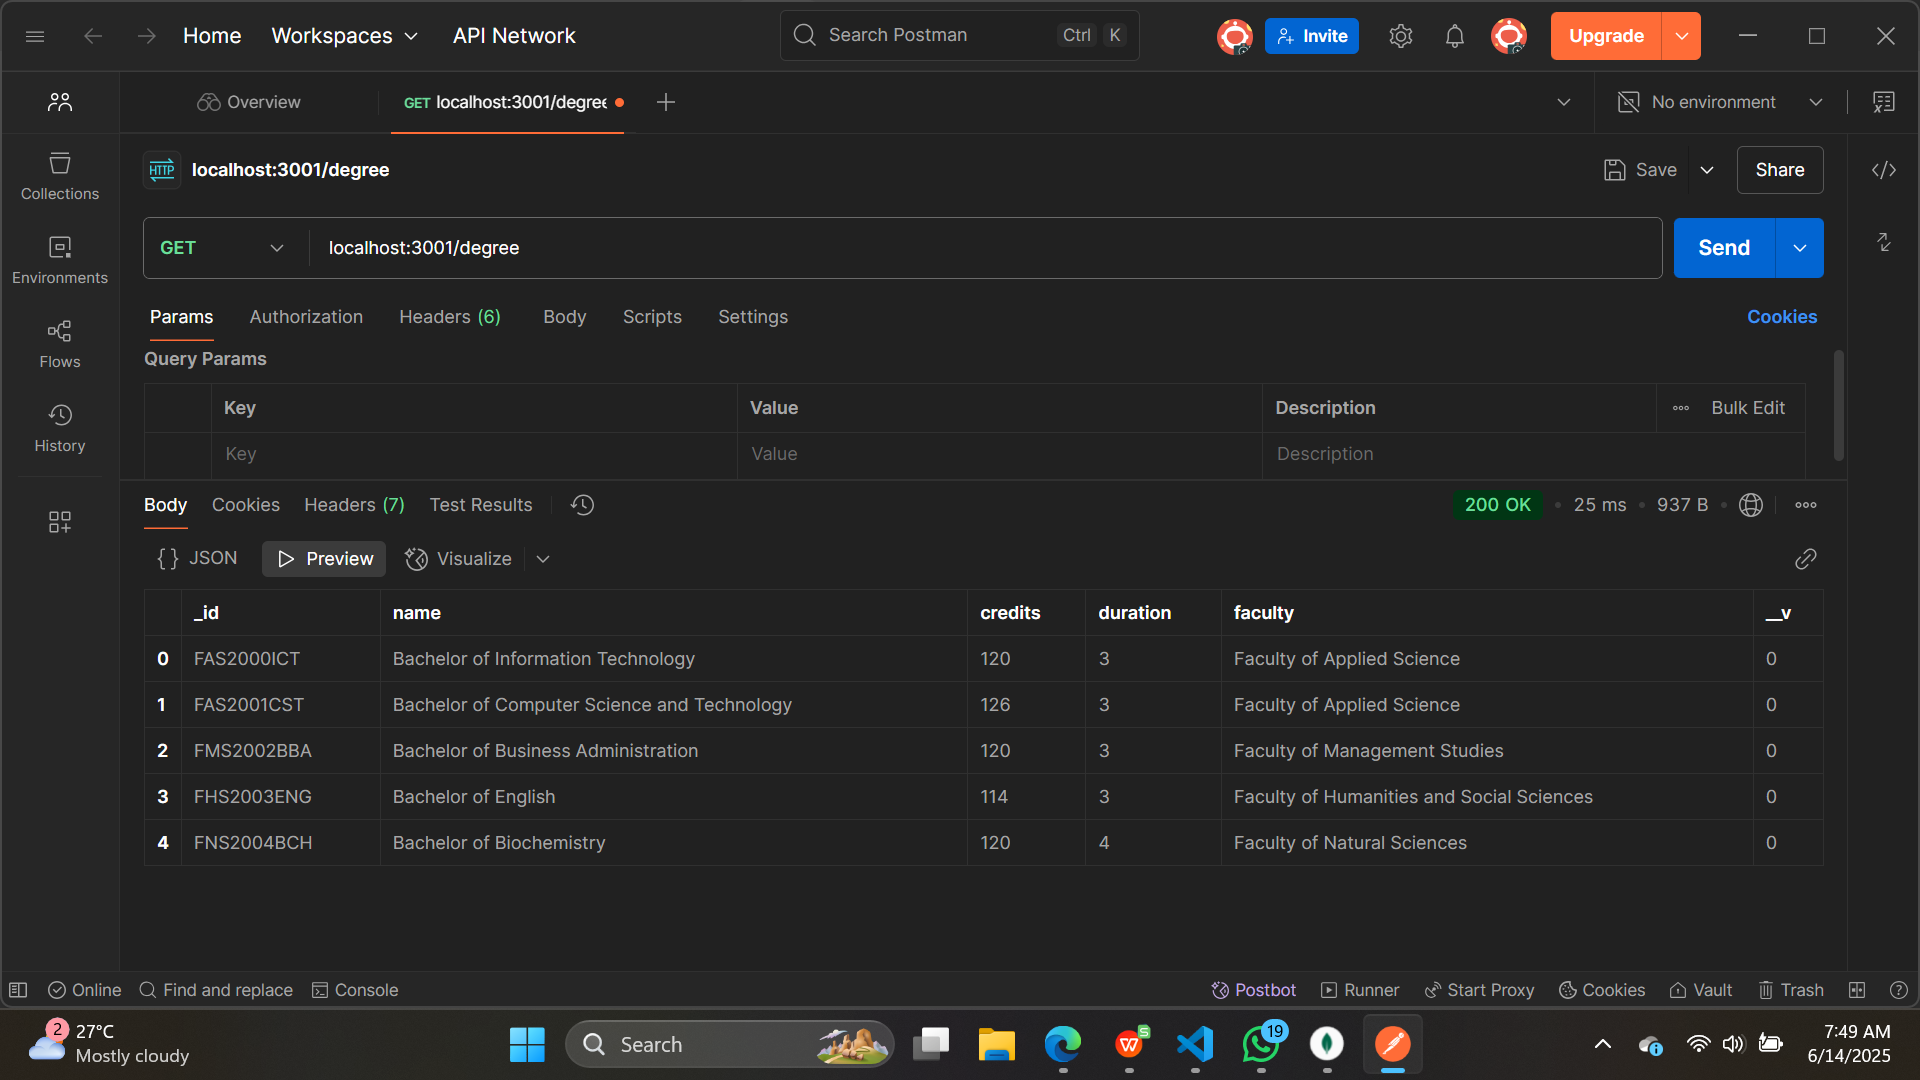 Home Workspaces API Network Search Postman Ctrl K Invite Upgrade
Overview GET localhost:3001/degree No environment
HTTP localhost:3001/degree Save Share
Collections
GET localhost:3001/degree Send
Environments
Params Authorization Headers (6) Body Scripts Settings Cookies
Flows
Query Params
Key Value Description Bulk Edit
History
Key Value Description
Body Cookies Headers (7) Test Results 200 OK 25 ms 937 B
{} JSON Preview Visualize
_id name credits duration faculty __v
0 FAS2000ICT Bachelor of Information Technology 120 3 Faculty of Applied Science 0
1 FAS2001CST Bachelor of Computer Science and Technology 126 3 Faculty of Applied Science 0
2 FMS2002BBA Bachelor of Business Administration 120 3 Faculty of Management Studies 0
3 FHS2003ENG Bachelor of English 114 3 Faculty of Humanities and Social Sciences 0
4 FNS2004BCH Bachelor of Biochemistry 120 4 Faculty of Natural Sciences 0
Online Find and replace Console Postbot Runner Start Proxy Cookies Vault Trash
2 27°C Search 19 7:49 AM
Mostly cloudy 6/14/2025